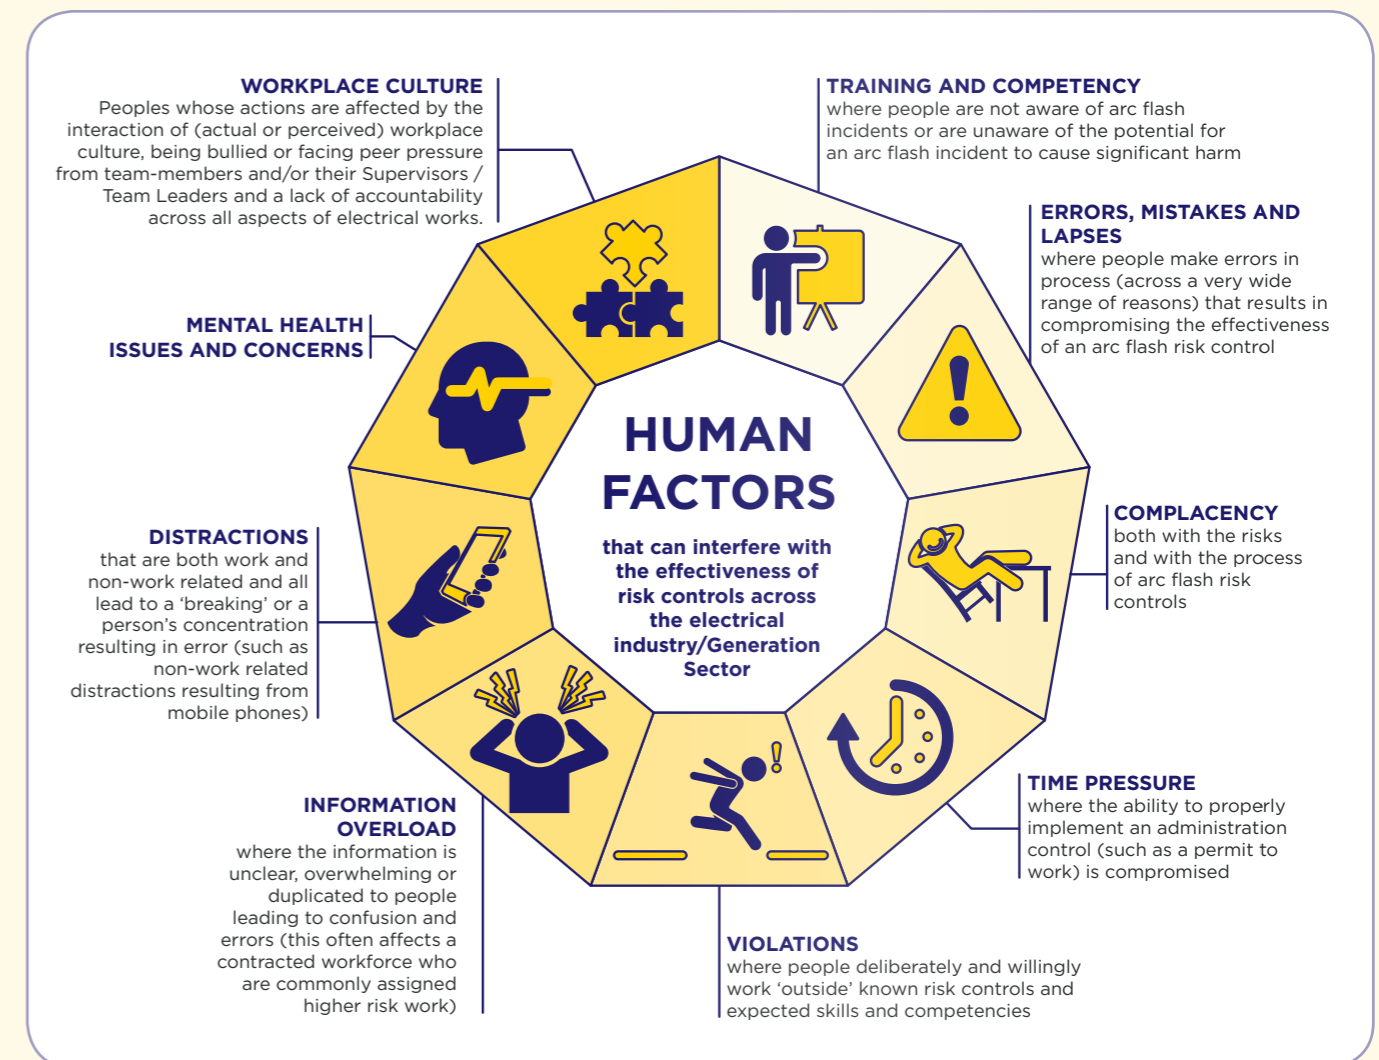 WORKPLACE CULTURE
Peoples whose actions are affected by the
interaction of (actual or perceived) workplace
culture, being bullied or facing peer pressure
from team-members and/or their Supervisors /
Team Leaders and a lack of accountability
across all aspects of electrical works.
TRAINING AND COMPETENCY
where people are not aware of arc flash
incidents or are unaware of the potential for
an arc flash incident to cause significant harm
ERRORS, MISTAKES AND
LAPSES
where people make errors in
process (across a very wide
range of reasons) that results in
compromising the effectiveness
of an arc flash risk control
MENTAL HEALTH
ISSUES AND CONCERNS
HUMAN
FACTORS
that can interfere with
the effectiveness of
risk controls across
the electrical
industry/Generation
Sector
COMPLACENCY
both with the risks
and with the process
of arc flash risk
controls
DISTRACTIONS
that are both work and
non-work related and all
lead to a ‘breaking’ or a
person’s concentration
resulting in error (such as
non-work related
distractions resulting from
mobile phones)
TIME PRESSURE
where the ability to properly
implement an administration
control (such as a permit to
work) is compromised
INFORMATION
OVERLOAD
where the information is
unclear, overwhelming or
duplicated to people
leading to confusion and
errors (this often affects a
contracted workforce who
are commonly assigned
higher risk work)
VIOLATIONS
where people deliberately and willingly
work ‘outside’ known risk controls and
expected skills and competencies